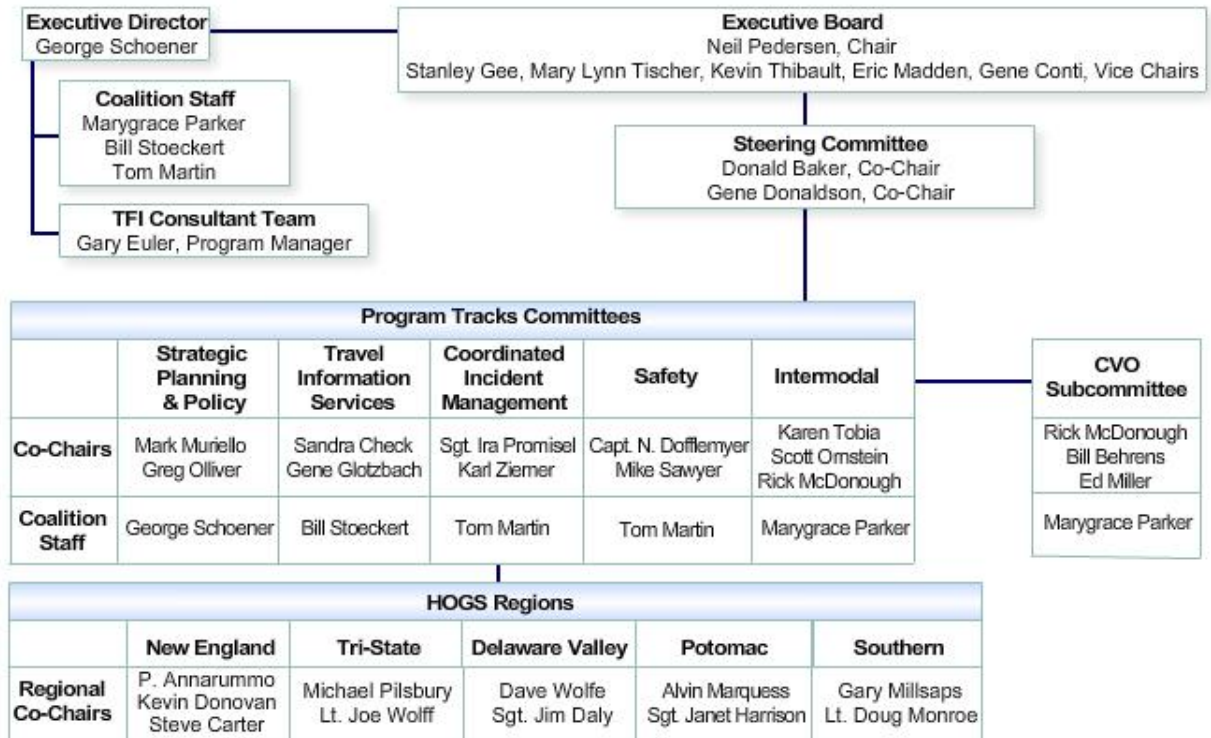 Executive Director
George Schoener
Executive Board
Neil Pedersen, Chair
Stanley Gee, Mary Lynn Tischer, Kevin Thibault, Eric Madden, Gene Conti, Vice Chairs
Coalition Staff
Marygrace Parker
Bill Stoeckert
Tom Martin
Steering Committee
Donald Baker, Co-Chair
Gene Donaldson, Co-Chair
TFI Consultant Team
Gary Euler, Program Manager
Program Tracks Committees
Strategic
Planning
& Policy
Travel
Information
Services
Coordinated
Incident
Management
Safety
Intermodal
Co-Chairs
Mark Muriello
Greg Olliver
Sandra Check
Gene Glotzbach
Sgt. Ira Promisel
Karl Ziemer
Capt. N. Dofflemyer
Mike Sawyer
Karen Tobia
Scott Ornstein
Rick McDonough
Coalition
Staff
George Schoener
Bill Stoeckert
Tom Martin
Tom Martin
Marygrace Parker
CVO
Subcommittee
Rick McDonough
Bill Behrens
Ed Miller
Marygrace Parker
HOGS Regions
New England
Tri-State
Delaware Valley
Potomac
Southern
Regional
Co-Chairs
P. Annarummo
Kevin Donovan
Steve Carter
Michael Pilsbury
Lt. Joe Wolff
Dave Wolfe
Sgt. Jim Daly
Alvin Marquess
Sgt. Janet Harrison
Gary Millsaps
Lt. Doug Monroe